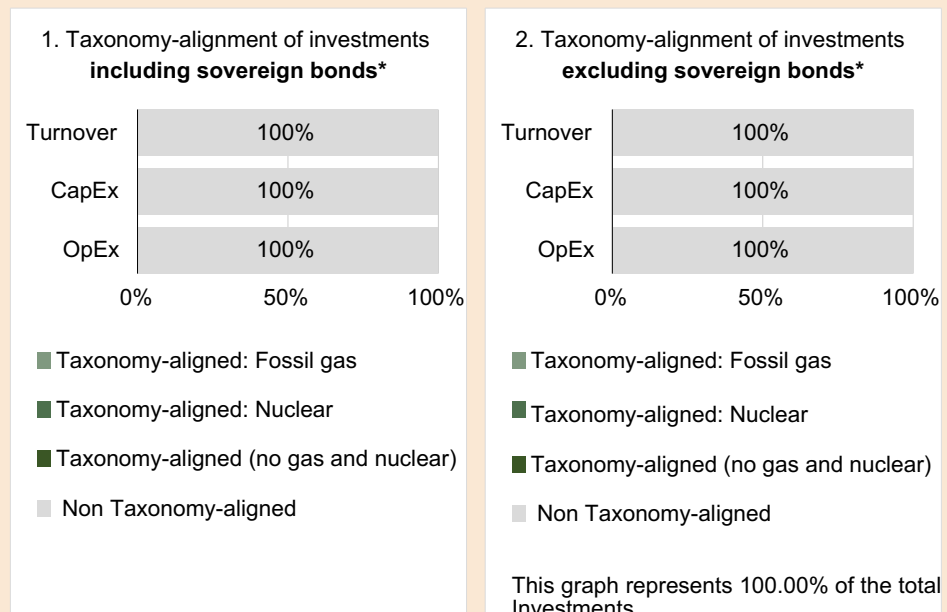 1. Taxonomy-alignment of investments
including sovereign bonds*
Turnover 100%
CapEx 100%
OpEx 100%
0% 50% 100%
Taxonomy-aligned: Fossil gas
Taxonomy-aligned: Nuclear
Taxonomy-aligned (no gas and nuclear)
Non Taxonomy-aligned
2. Taxonomy-alignment of investments
excluding sovereign bonds*
Turnover 100%
CapEx 100%
OpEx 100%
0% 50% 100%
Taxonomy-aligned: Fossil gas
Taxonomy-aligned: Nuclear
Taxonomy-aligned (no gas and nuclear)
Non Taxonomy-aligned
This graph represents 100.00% of the total
Investments